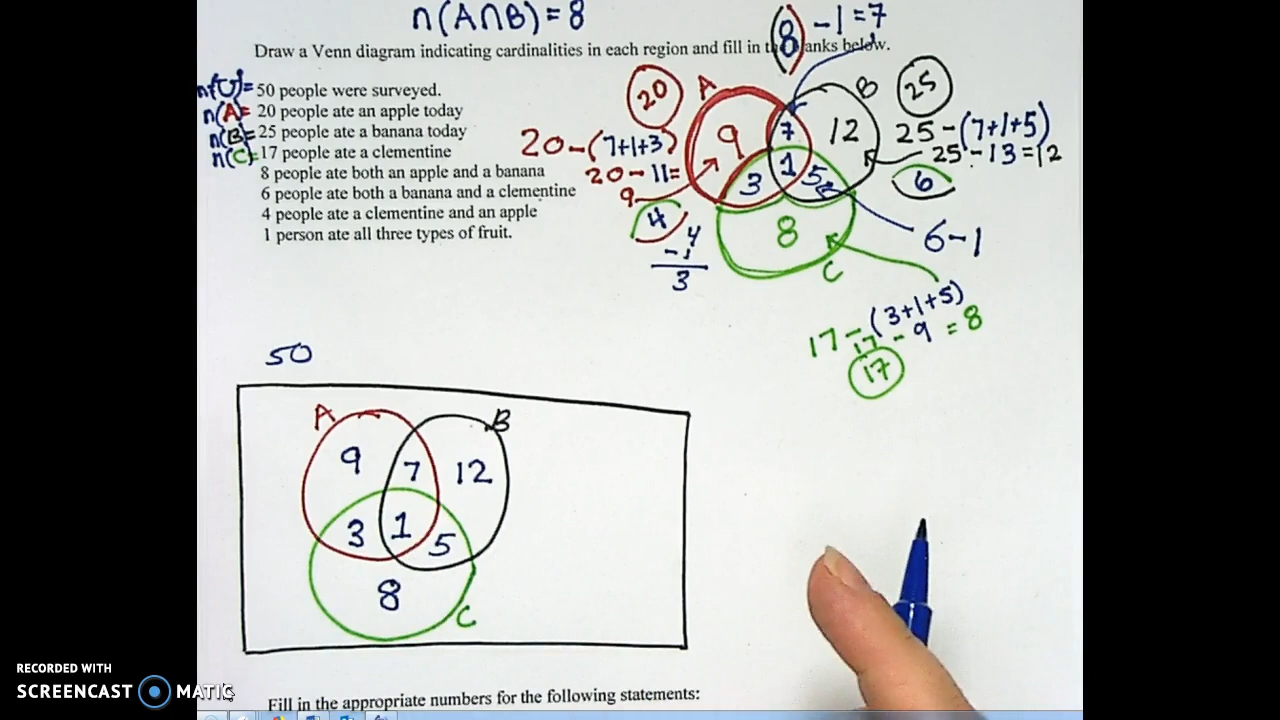 n(A∩B)=8
(8) -1=7
Draw a Venn diagram indicating cardinalities in each region and fill in the blanks below.
n(U)= 50 people were surveyed.
n(A)= 20 people ate an apple today
n(B)= 25 people ate a banana today
n(C)= 17 people ate a clementine
8 people ate both an apple and a banana
6 people ate both a banana and a clementine
4 people ate a clementine and an apple
1 person ate all three types of fruit.
20
A
B
25
20-(7+1+3)
20-11=
9
9
7
12
3
1
5
8
C
25-(7+1+5)
25-13=12
6
4
4
-1
3
6-1
17-(3+1+5)
17-9=8
17
50
A
B
9
7
12
3
1
5
8
C
Fill in the appropriate numbers for the following statements:
RECORDED WITH
SCREENCAST MATIC